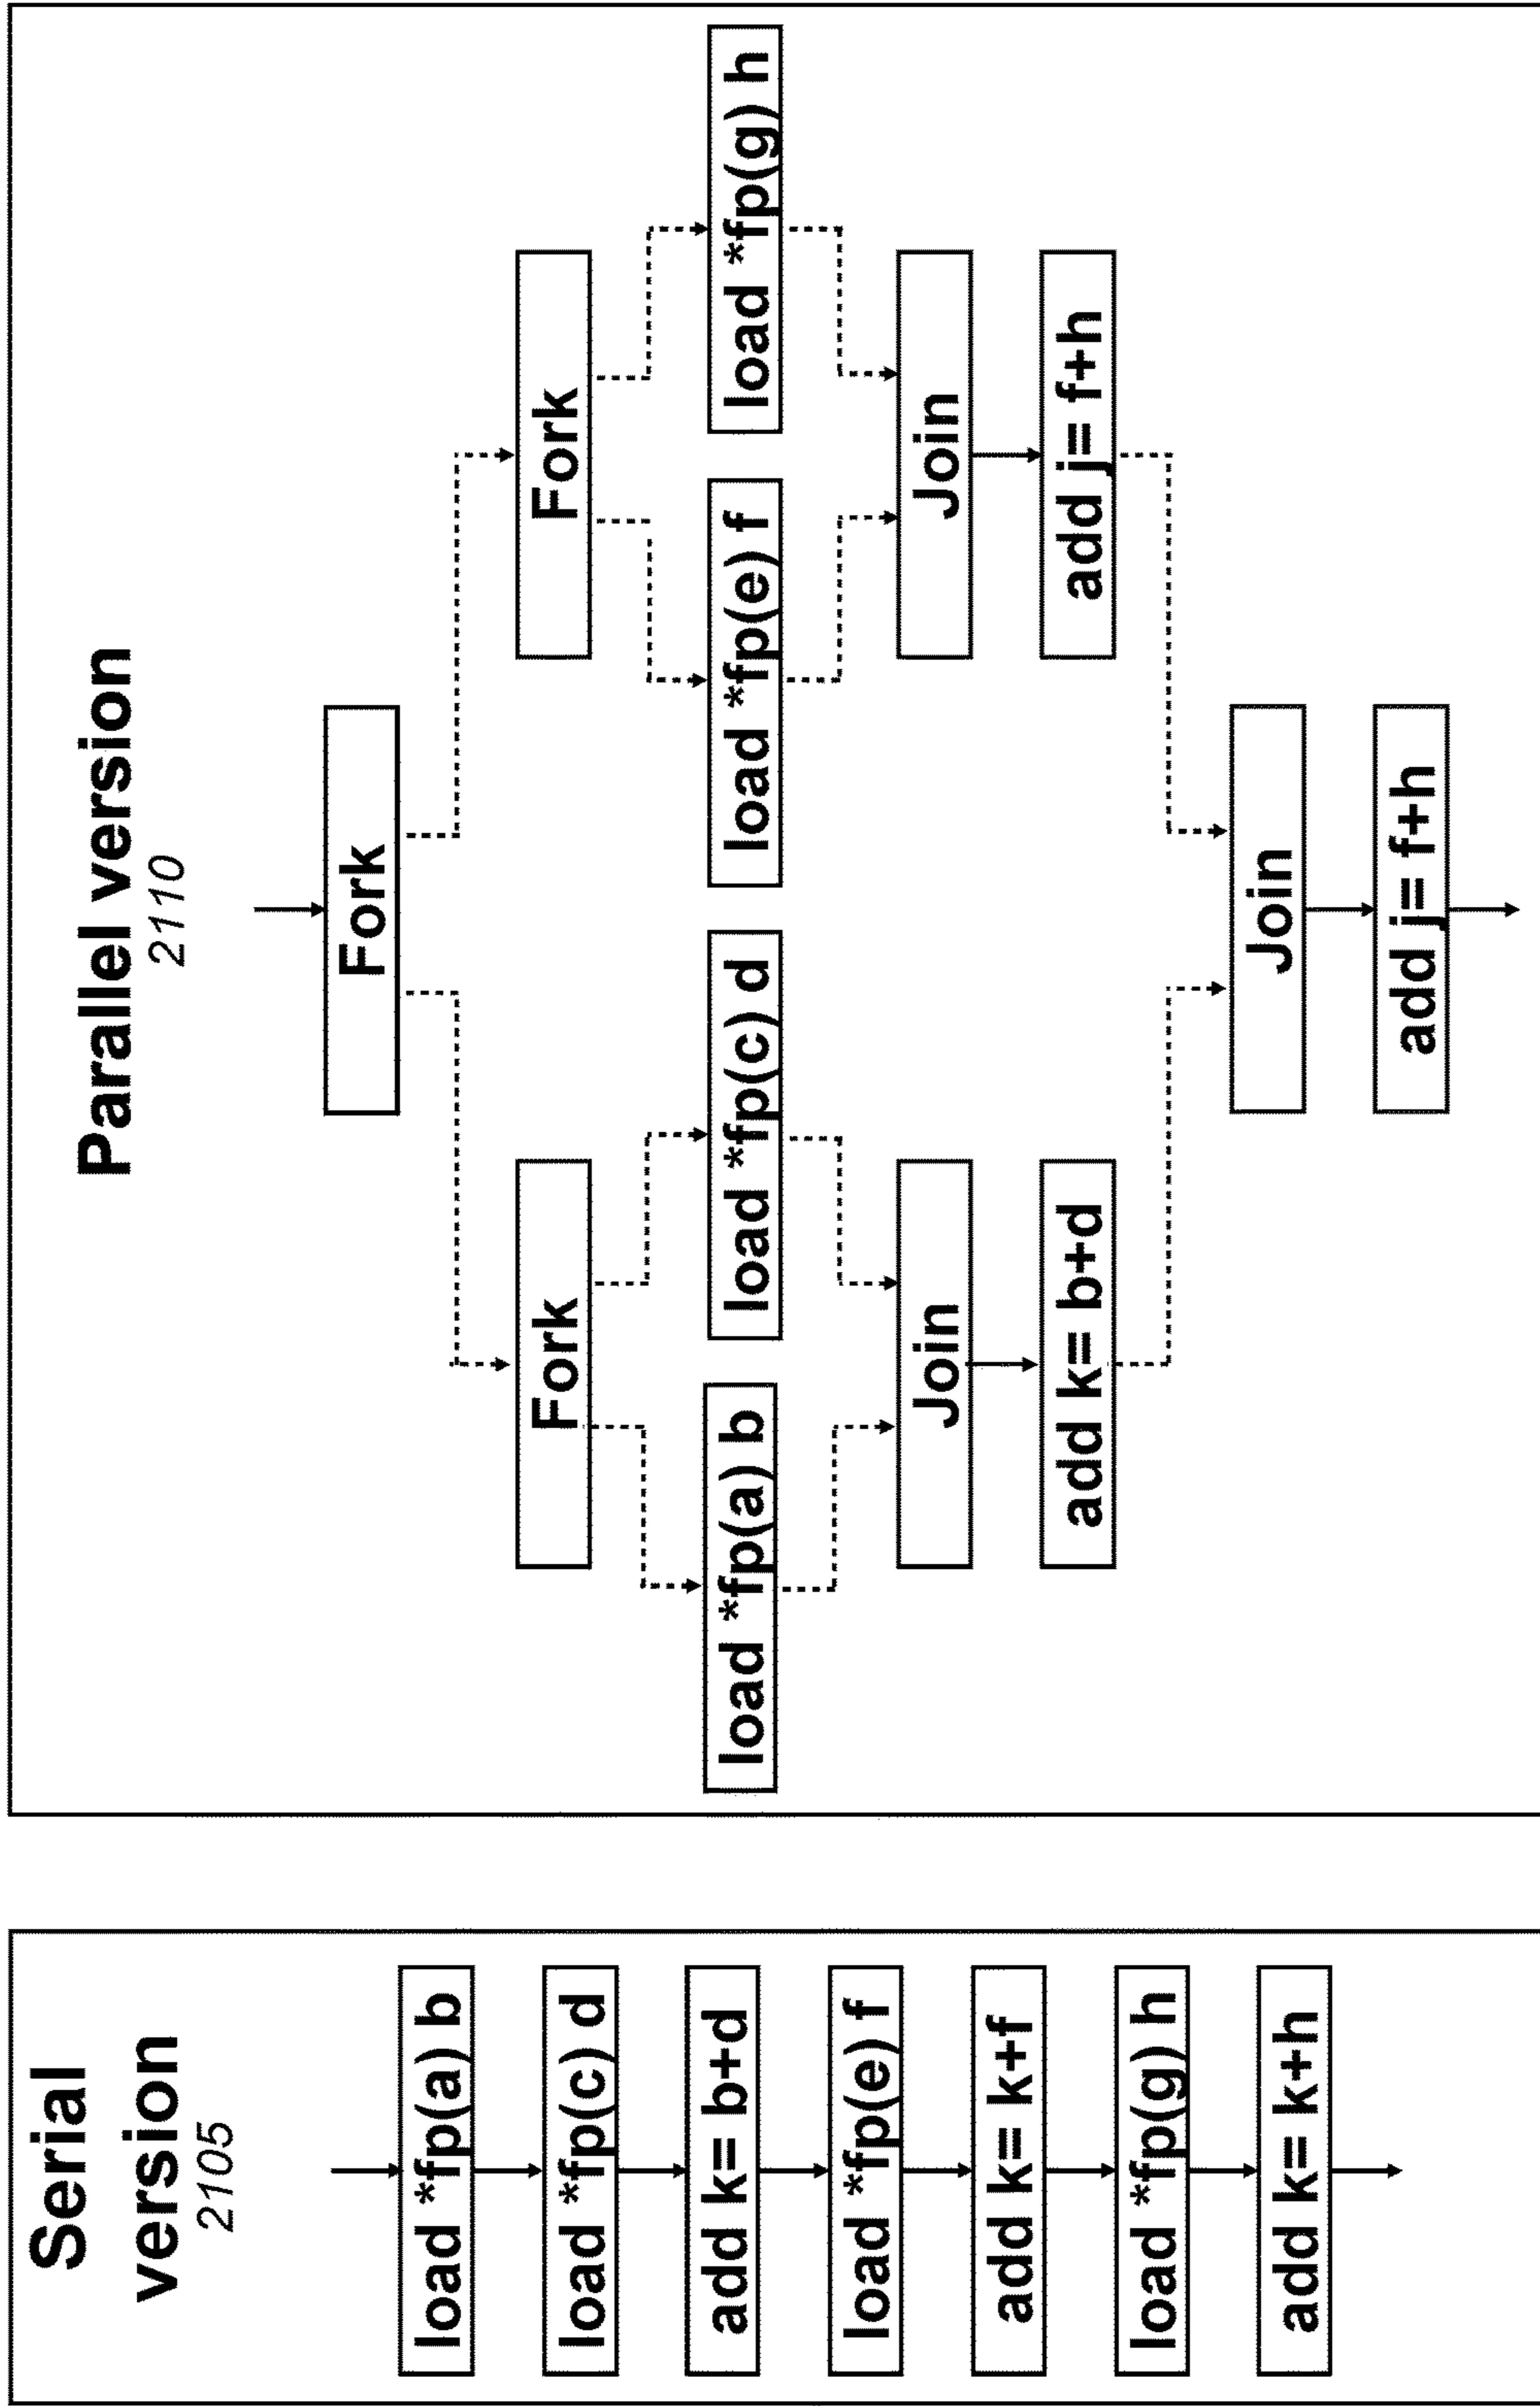 Serial
version
2105
load *fp(a) b
load *fp(c) d
add k= b+d
load *fp(e) f
add k= k+f
load *fp(g) h
add k= k+h
Parallel version
2110
Fork
Fork
Fork
load *fp(a) b
load *fp(c) d
load *fp(e) f
load *fp(g) h
Join
Join
add k= b+d
add j= f+h
Join
add j= f+h